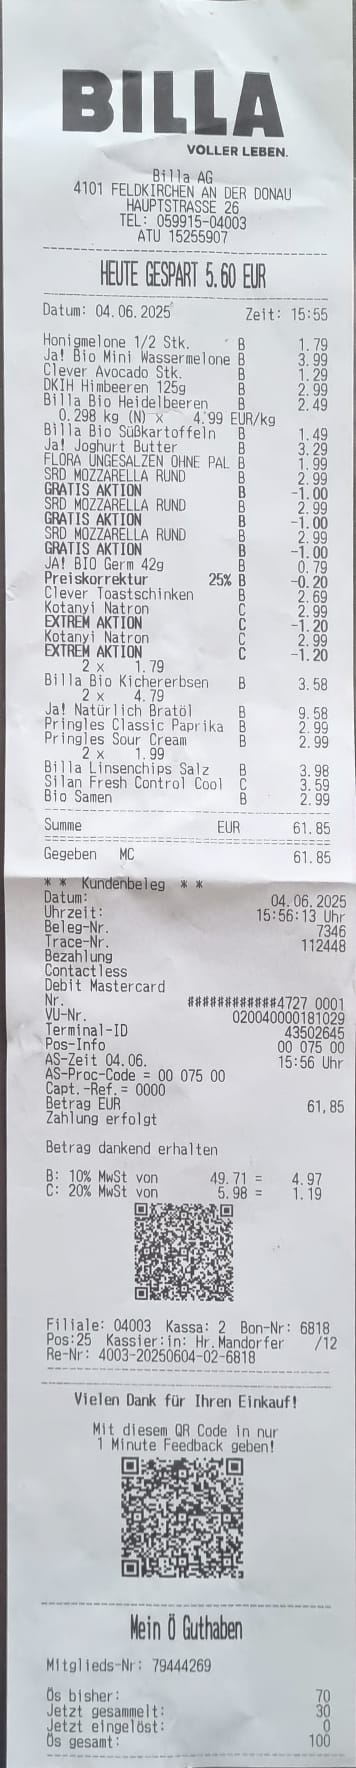 BILLA
VOLLER LEBEN.
Billa AG
4101 FELDKIRCHEN AN DER DONAU
HAUPTSTRASSE 26
TEL: 059915-04003
ATU 15255907
HEUTE GESPART 5.60 EUR
Datum: 04.06.2025 Zeit: 15:55
Honigmelone 1/2 Stk. B 1.79
Ja! Bio Mini Wassermelone B 3.99
Clever Avocado Stk. B 1.29
DKIH Himbeeren 125g B 2.99
Billa Bio Heidelbeeren B 2.49
0.298 kg (N) x 4.99 EUR/kg
Billa Bio Süßkartoffeln B 1.49
Ja! Joghurt Butter B 3.29
FLORA UNGESALZEN OHNE PAL B 1.99
SRD MOZZARELLA RUND B 2.99
GRATIS AKTION B -1.00
SRD MOZZARELLA RUND B 2.99
GRATIS AKTION B -1.00
SRD MOZZARELLA RUND B 2.99
GRATIS AKTION B -1.00
JA! BIO Germ 42g B 0.79
Preiskorrektur 25% B -0.20
Clever Toastschinken B 2.69
Kotanyi Natron C 2.99
EXTREM AKTION C -1.20
Kotanyi Natron C 2.99
EXTREM AKTION C -1.20
2 x 1.79
Billa Bio Kichererbsen B 3.58
2 x 4.79
Ja! Natürlich Bratöl B 9.58
Pringles Classic Paprika B 2.99
Pringles Sour Cream B 2.99
2 x 1.99
Billa Linsenchips Salz B 3.98
Silan Fresh Control Cool C 3.59
Bio Samen B 2.99
Summe EUR 61.85
Gegeben MC 61.85
* * Kundenbeleg * *
Datum: 04.06.2025
Uhrzeit: 15:56:13 Uhr
Beleg-Nr. 7346
Trace-Nr. 112448
Bezahlung
Contactless
Debit Mastercard
Nr. ############4727 0001
VU-Nr. 020040000181029
Terminal-ID 43502645
Pos-Info 00 075 00
AS-Zeit 04.06. 15:56 Uhr
AS-Proc-Code = 00 075 00
Capt.-Ref.= 0000
Betrag EUR 61,85
Zahlung erfolgt
Betrag dankend erhalten
B: 10% MwSt von 49.71 = 4.97
C: 20% MwSt von 5.98 = 1.19
Filiale: 04003 Kassa: 2 Bon-Nr: 6818
Pos:25 Kassier:in: Hr.Mandorfer /12
Re-Nr: 4003-20250604-02-6818
Vielen Dank für Ihren Einkauf!
Mit diesem QR Code in nur
1 Minute Feedback geben!
Mein Ö Guthaben
Mitglieds-Nr: 79444269
Ös bisher: 70
Jetzt gesammelt: 30
Jetzt eingelöst: 0
Ös gesamt: 100